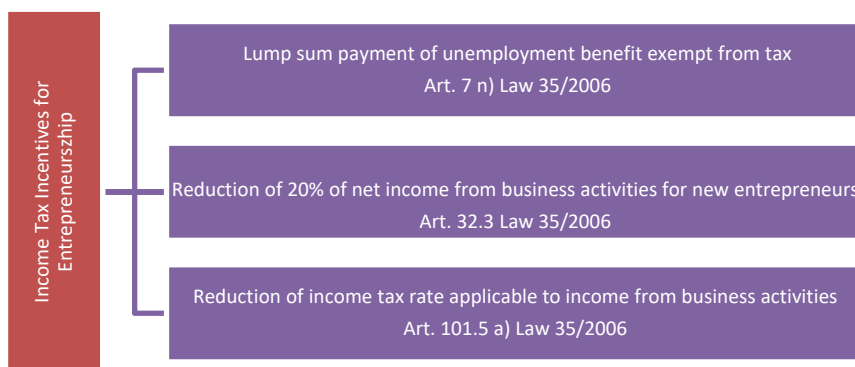 Income Tax Incentives for
Entrepreneurszhip
Lump sum payment of unemployment benefit exempt from tax
Art. 7 n) Law 35/2006
Reduction of 20% of net income from business activities for new entrepreneurs
Art. 32.3 Law 35/2006
Reduction of income tax rate applicable to income from business activities
Art. 101.5 a) Law 35/2006